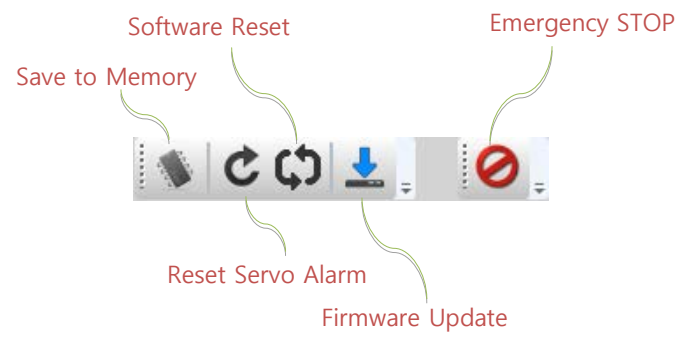 Software Reset
Emergency STOP
Save to Memory
Reset Servo Alarm
Firmware Update